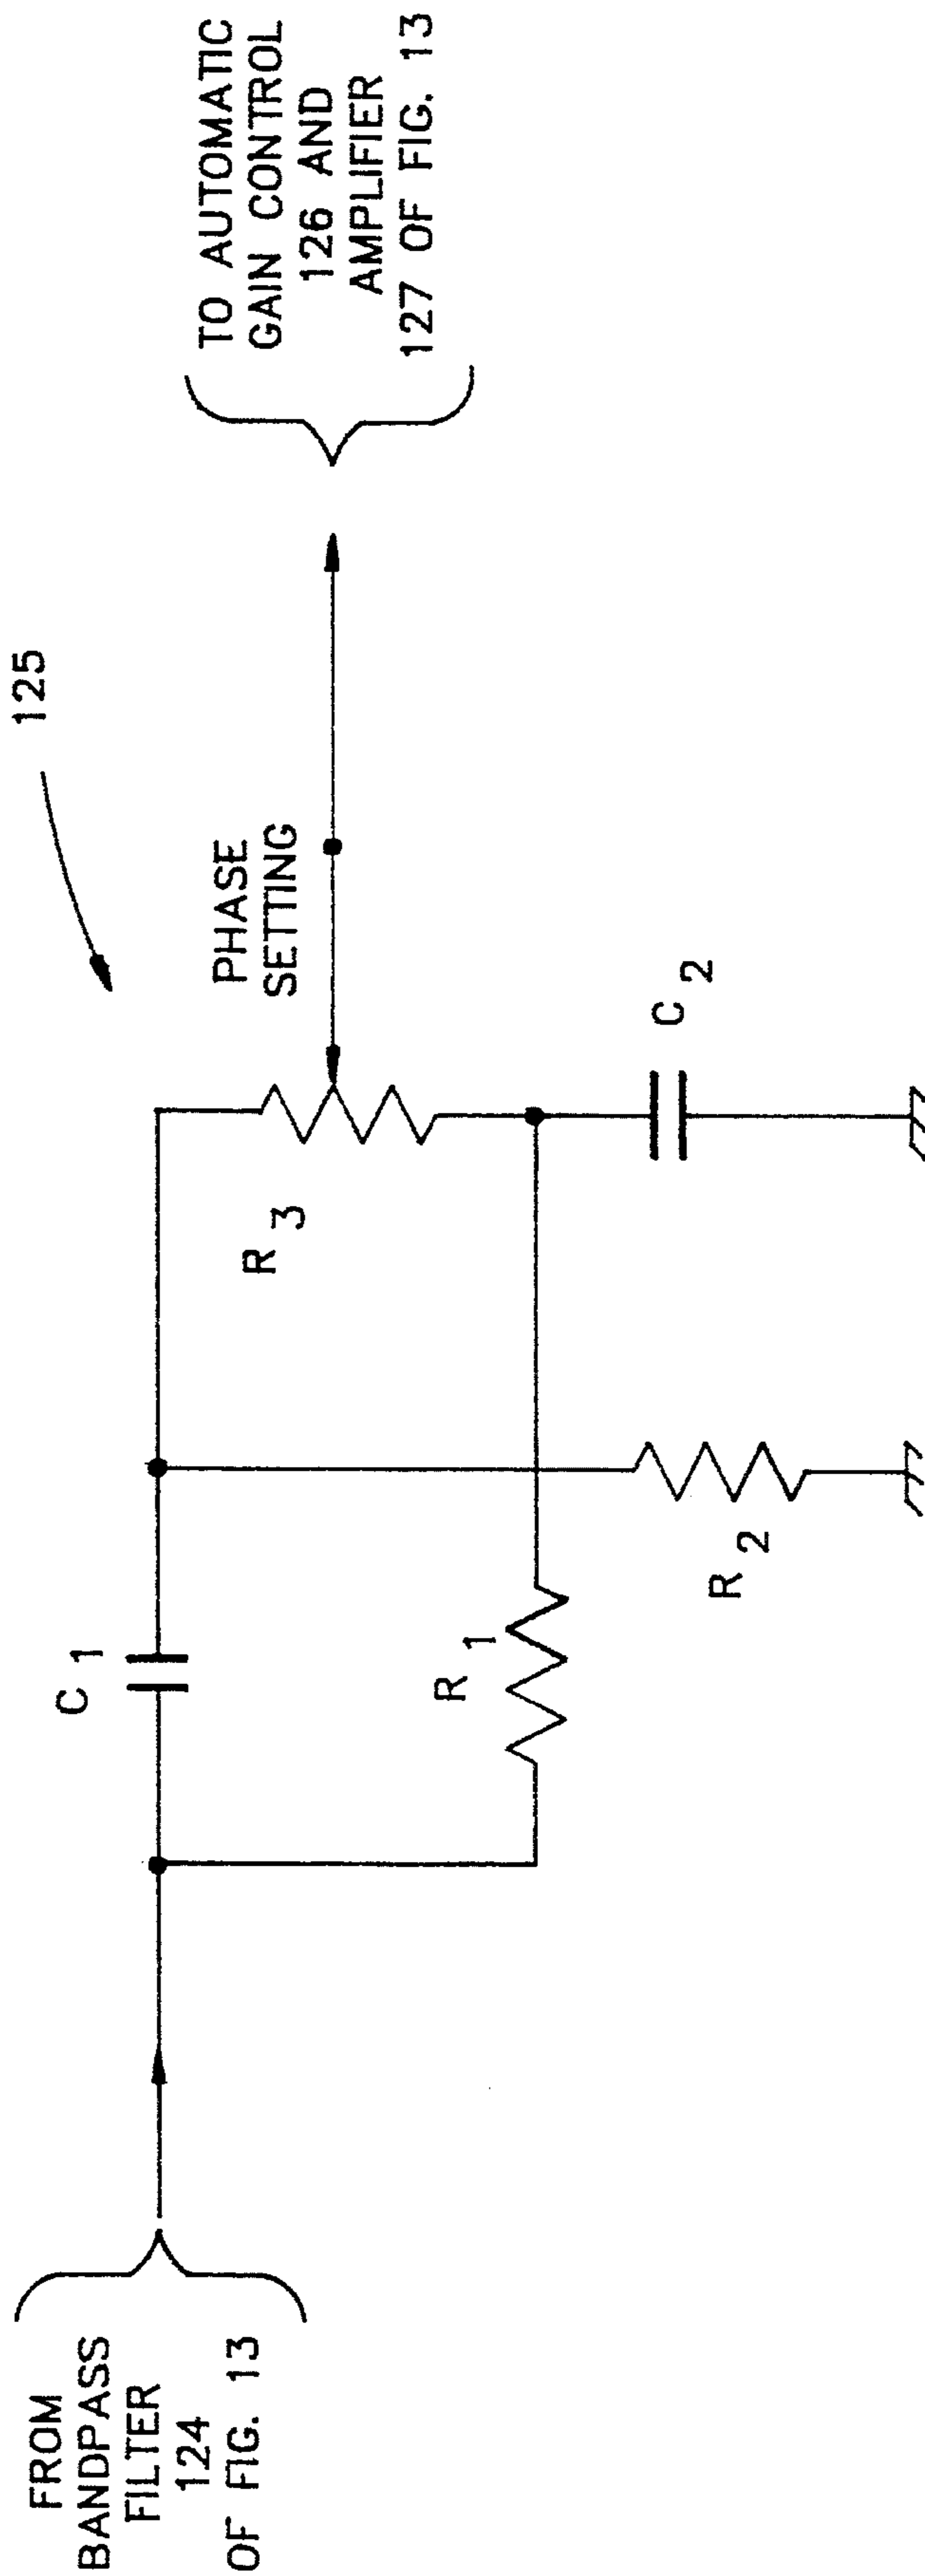 125
FROM
BANDPASS
FILTER
124
OF FIG. 13
C 1
R 1
R 2
R 3
C 2
PHASE
SETTING
TO AUTOMATIC
GAIN CONTROL
126 AND
AMPLIFIER
127 OF FIG. 13